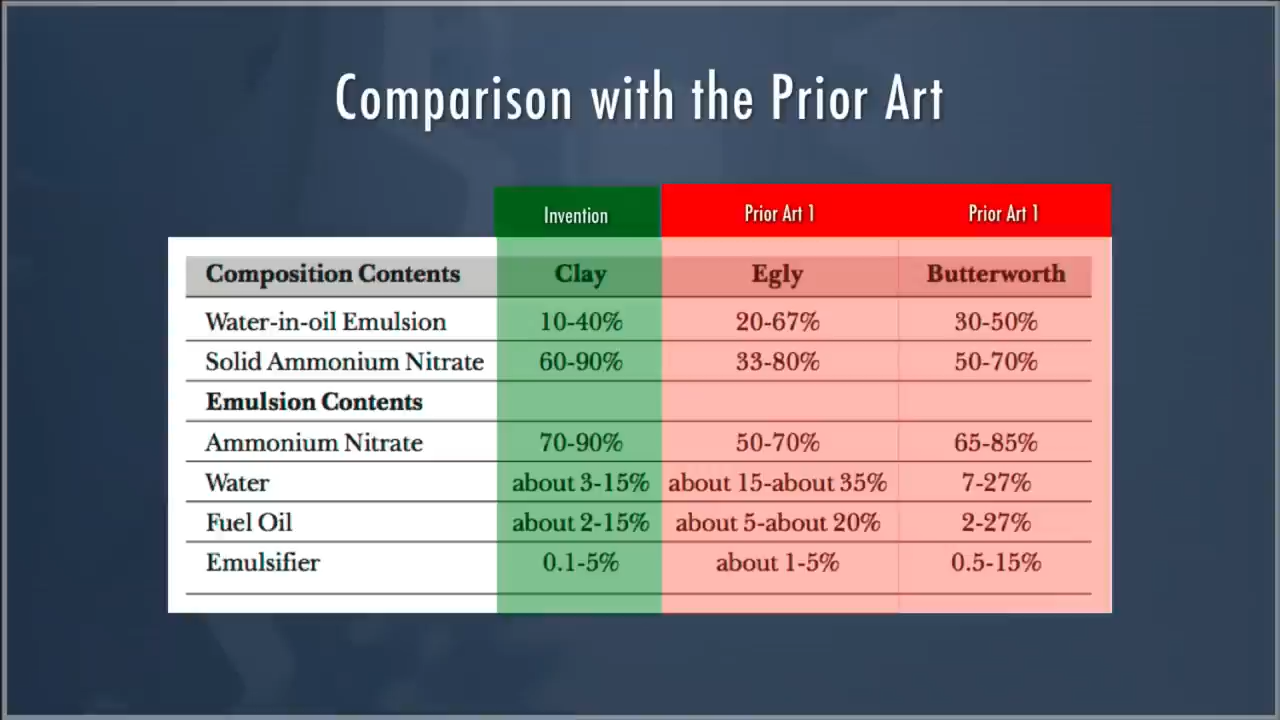 Comparison with the Prior Art
Invention Prior Art 1 Prior Art 1
Composition Contents Clay Egly Butterworth
Water-in-oil Emulsion 10-40% 20-67% 30-50%
Solid Ammonium Nitrate 60-90% 33-80% 50-70%
Emulsion Contents
Ammonium Nitrate 70-90% 50-70% 65-85%
Water about 3-15% about 15-about 35% 7-27%
Fuel Oil about 2-15% about 5-about 20% 2-27%
Emulsifier 0.1-5% about 1-5% 0.5-15%